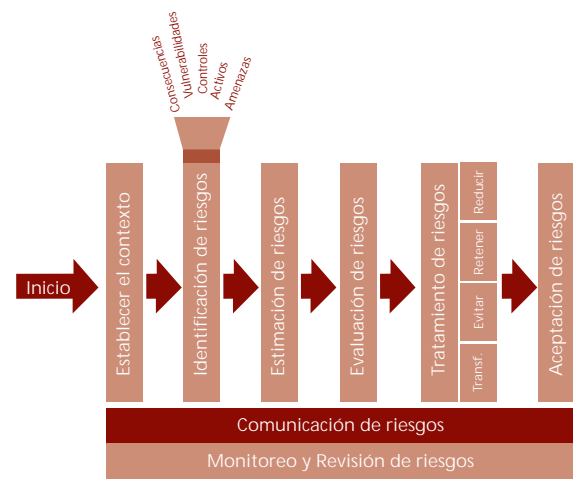 Consecuencias
Vulnerabilidades
Controles
Activos
Amenazas
Inicio
Establecer el contexto
Identificación de riesgos
Estimación de riesgos
Evaluación de riesgos
Tratamiento de riesgos
Reducir
Retener
Evitar
Transf.
Aceptación de riesgos
Comunicación de riesgos
Monitoreo y Revisión de riesgos